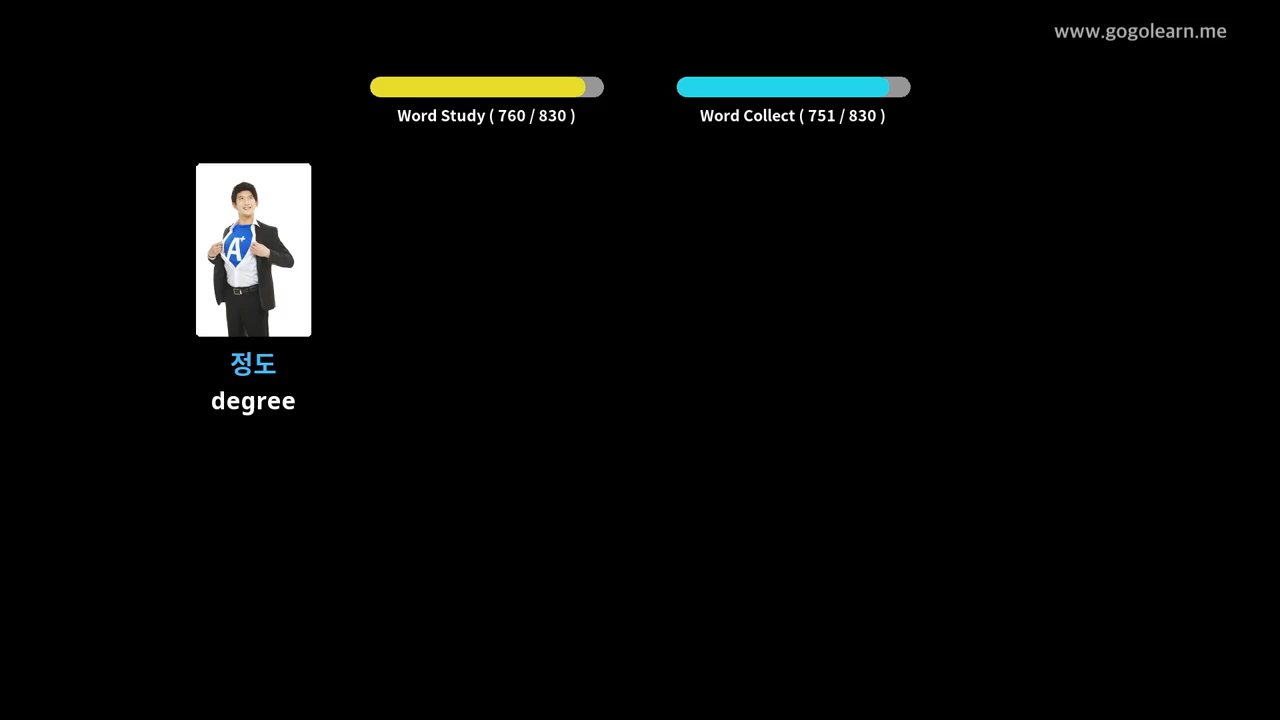 www.gogolearn.me
Word Study ( 760 / 830 )
Word Collect ( 751 / 830 )
A+
정도
degree